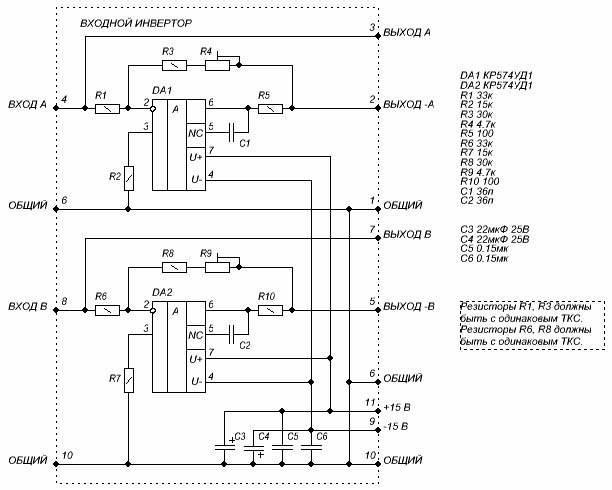 ВХОДНОЙ ИНВЕРТОР
3 ВЫХОД А
R3 R4
ВХОД А 4 R1 2 DA1 А 6 R5 2 ВЫХОД -А
3 NC 5 C1
U+ 7
R2 U- 4
ОБЩИЙ 6 1 ОБЩИЙ
7 ВЫХОД В
R8 R9
ВХОД В 8 R6 2 DA2 А 6 R10 5 ВЫХОД -В
3 NC 5 C2
U+ 7
R7 U- 4
6 ОБЩИЙ
11 +15 В
9 -15 В
+ C3 C4 + C5 C6
ОБЩИЙ 10 10 ОБЩИЙ
DA1 КР574УД1
DA2 КР574УД1
R1 33к
R2 15к
R3 30к
R4 4.7к
R5 100
R6 33к
R7 15к
R8 30к
R9 4.7к
R10 100
C1 36п
C2 36п
C3 22мкФ 25В
C4 22мкФ 25В
C5 0.15мк
C6 0.15мк
Резисторы R1, R3 должны
быть с одинаковым ТКС.
Резисторы R6, R8 должны
быть с одинаковым ТКС.